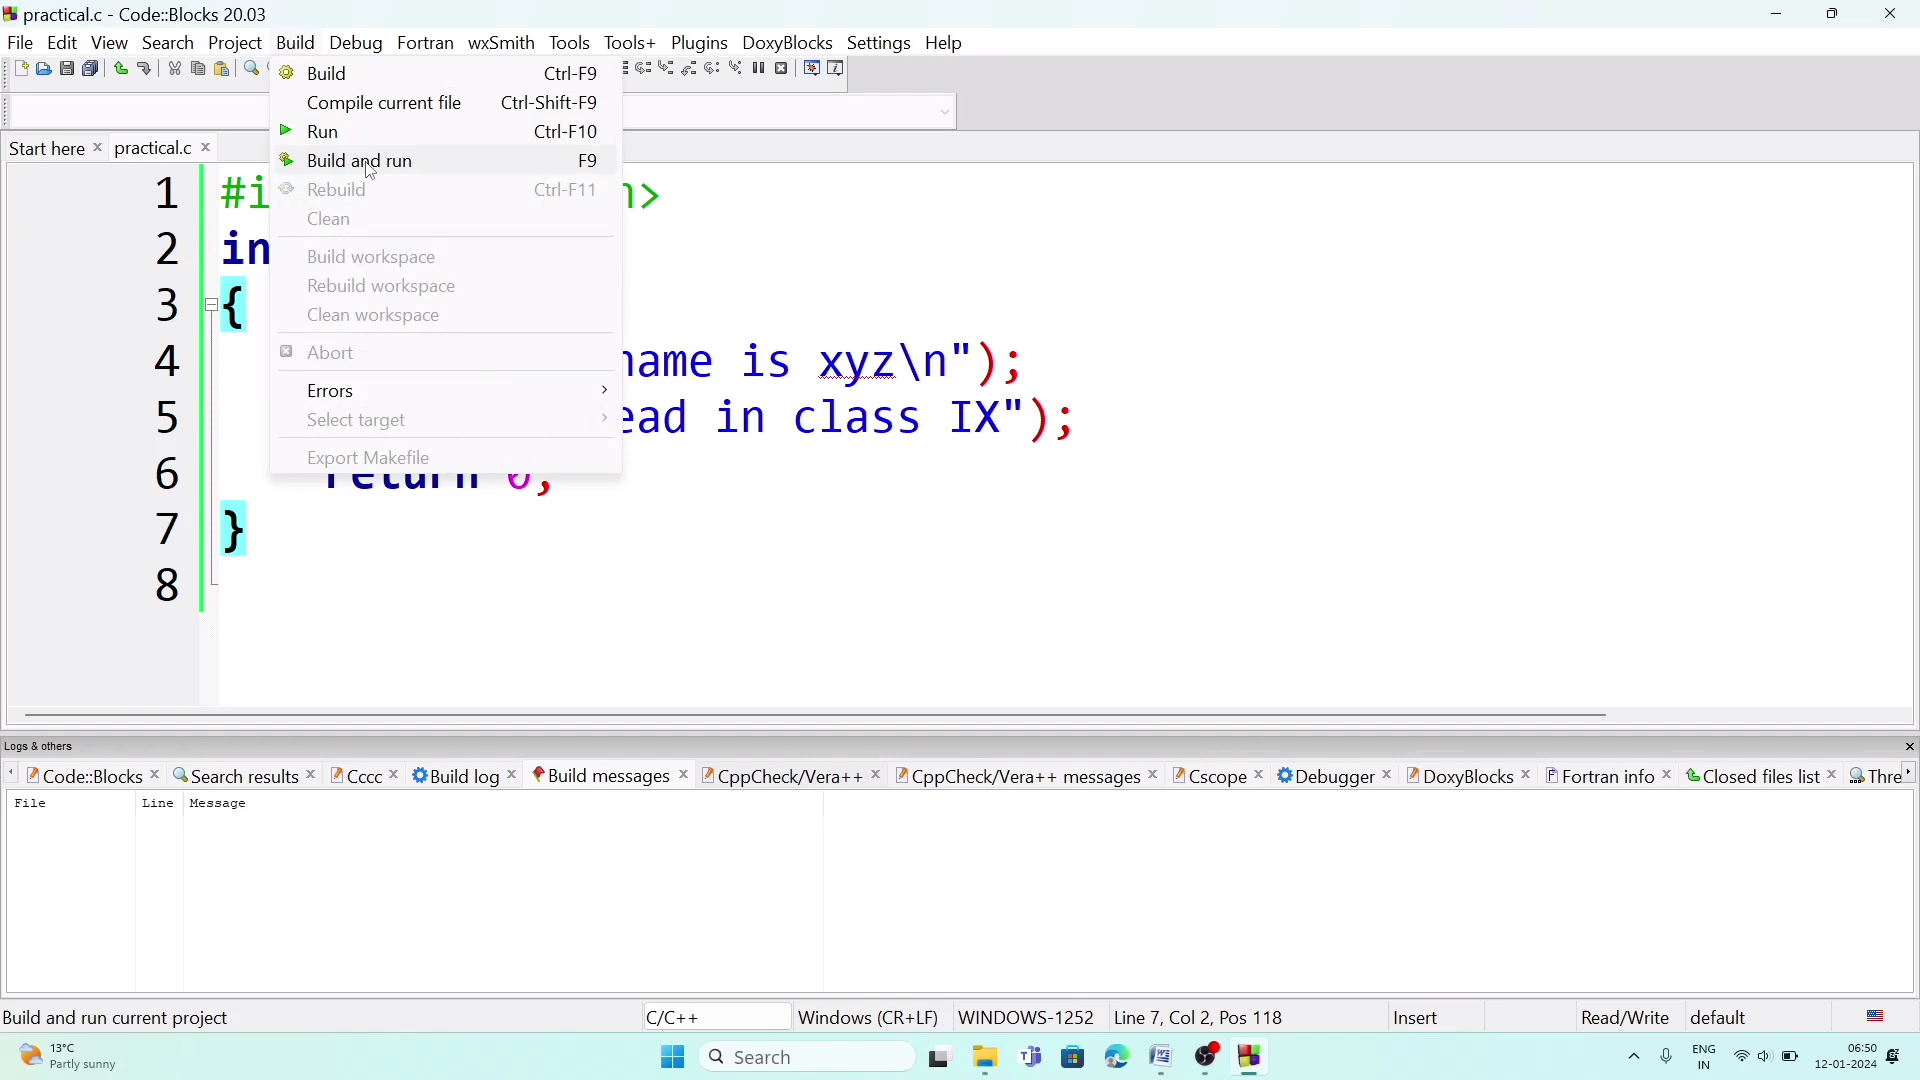 practical.c - Code::Blocks 20.03
File Edit View Search Project Build Debug Fortran wxSmith Tools Tools+ Plugins DoxyBlocks Settings Help
Build Ctrl-F9
Compile current file Ctrl-Shift-F9
Run Ctrl-F10
Build and run F9
Rebuild Ctrl-F11
Clean
Build workspace
Rebuild workspace
Clean workspace
Abort
Errors
Select target
Export Makefile
Start here practical.c
1 #i >
2 in
3 {
4 name is xyz\n");
5 ead in class IX");
6 return 0;
7 }
8
Logs & others
Code::Blocks Search results Cccc Build log Build messages CppCheck/Vera++ CppCheck/Vera++ messages Cscope Debugger DoxyBlocks Fortran info Closed files list Thre
File Line Message
Build and run current project C/C++ Windows (CR+LF) WINDOWS-1252 Line 7, Col 2, Pos 118 Insert Read/Write default
13°C
Partly sunny
Search
ENG
IN
06:50
12-01-2024